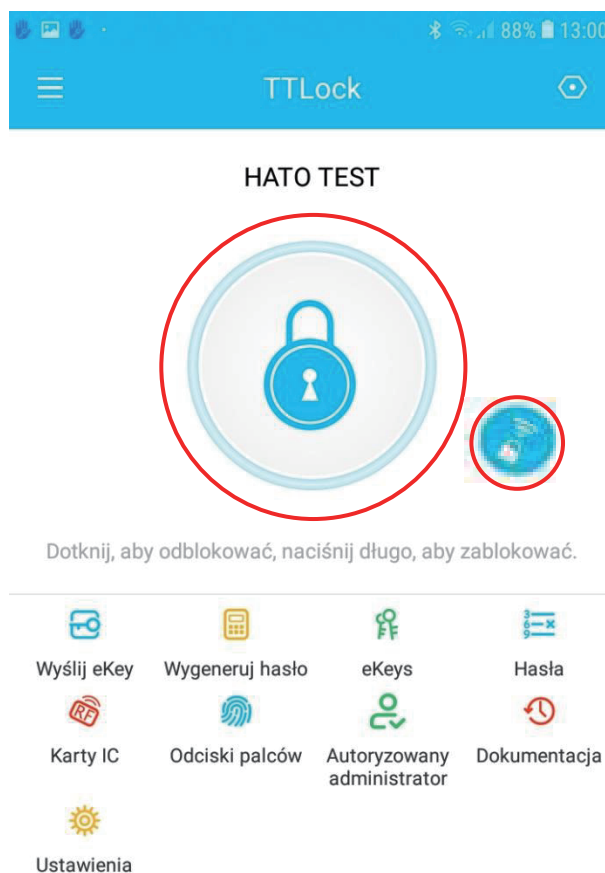 88% 13:00
TTLock
HATO TEST
Dotknij, aby odblokować, naciśnij długo, aby zablokować.
Wyślij eKey Wygeneruj hasło eKeys Hasła
RF
Karty IC Odciski palców Autoryzowany administrator Dokumentacja
Ustawienia